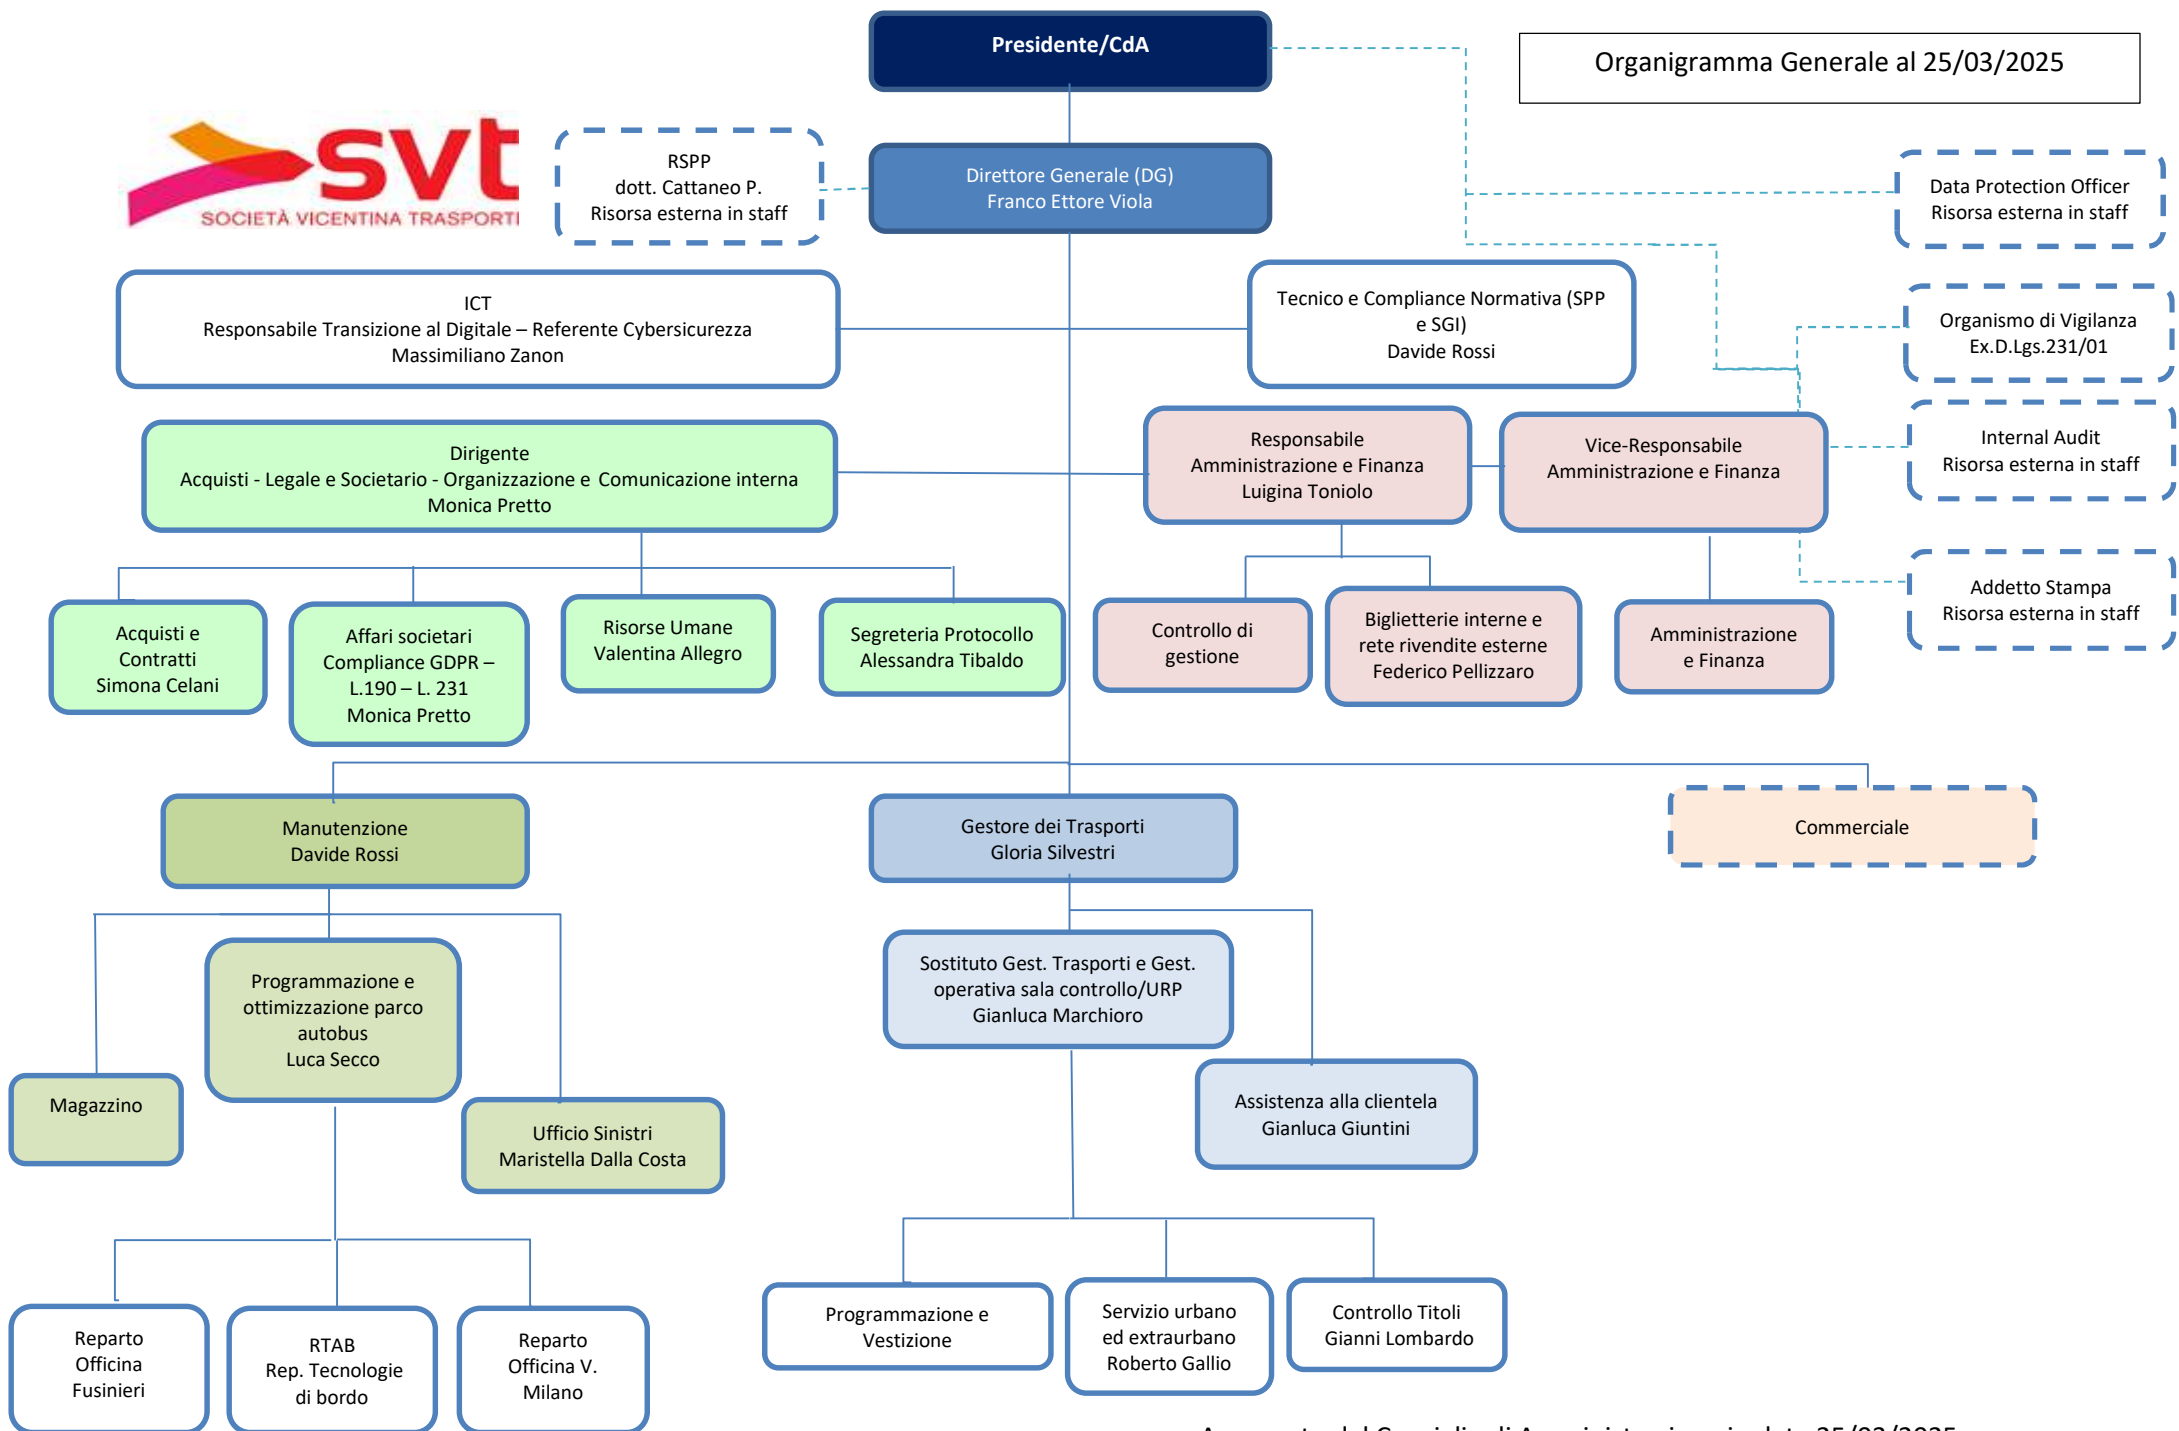 Presidente/CdA
Organigramma Generale al 25/03/2025
svt
SOCIETÀ VICENTINA TRASPORTI
RSPP
dott. Cattaneo P.
Risorsa esterna in staff
Direttore Generale (DG)
Franco Ettore Viola
Data Protection Officer
Risorsa esterna in staff
ICT
Responsabile Transizione al Digitale – Referente Cybersicurezza
Massimiliano Zanon
Tecnico e Compliance Normativa (SPP
e SGI)
Davide Rossi
Organismo di Vigilanza
Ex.D.Lgs.231/01
Dirigente
Acquisti - Legale e Societario - Organizzazione e Comunicazione interna
Monica Pretto
Responsabile
Amministrazione e Finanza
Luigina Toniolo
Vice-Responsabile
Amministrazione e Finanza
Internal Audit
Risorsa esterna in staff
Acquisti e
Contratti
Simona Celani
Affari societari
Compliance GDPR –
L.190 – L. 231
Monica Pretto
Risorse Umane
Valentina Allegro
Segreteria Protocollo
Alessandra Tibaldo
Controllo di
gestione
Biglietterie interne e
rete rivendite esterne
Federico Pellizzaro
Amministrazione
e Finanza
Addetto Stampa
Risorsa esterna in staff
Manutenzione
Davide Rossi
Gestore dei Trasporti
Gloria Silvestri
Commerciale
Magazzino
Programmazione e
ottimizzazione parco
autobus
Luca Secco
Ufficio Sinistri
Maristella Dalla Costa
Sostituto Gest. Trasporti e Gest.
operativa sala controllo/URP
Gianluca Marchioro
Assistenza alla clientela
Gianluca Giuntini
Reparto
Officina
Fusinieri
RTAB
Rep. Tecnologie
di bordo
Reparto
Officina V.
Milano
Programmazione e
Vestizione
Servizio urbano
ed extraurbano
Roberto Gallio
Controllo Titoli
Gianni Lombardo